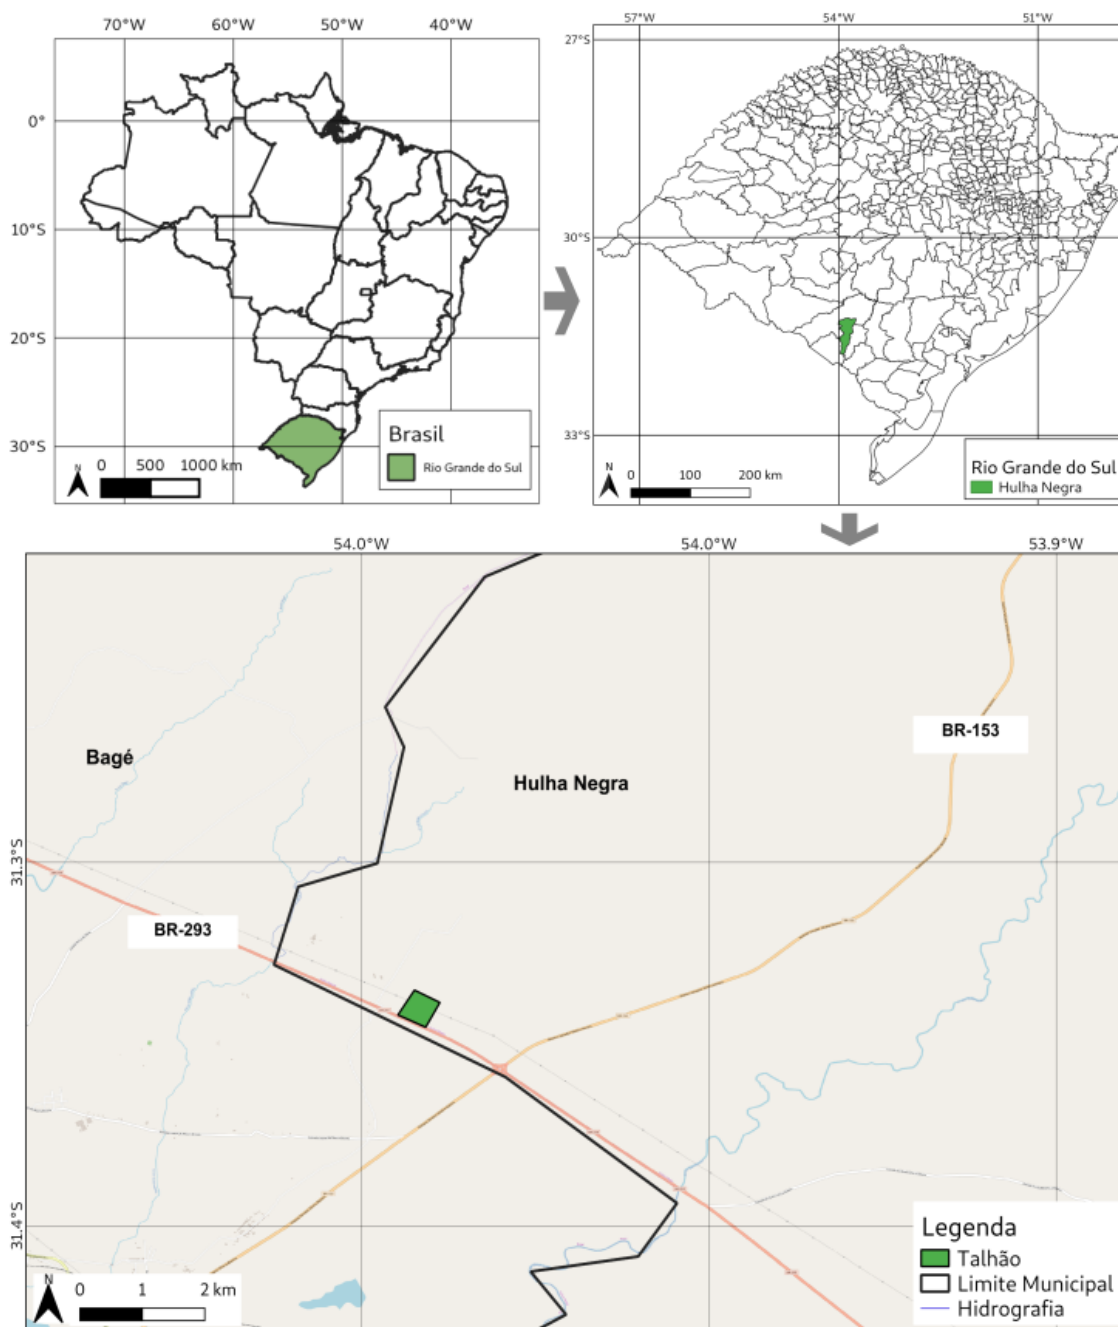 70°W 60°W 50°W 40°W
0°
10°S
20°S
30°S
N
0 500 1000 km
Brasil
Rio Grande do Sul
57°W 54°W 51°W
27°S
30°S
33°S
N
0 100 200 km
Rio Grande do Sul
Hulha Negra
54.0°W 54.0°W 53.9°W
31.3°S
31.4°S
Bagé
Hulha Negra
BR-153
BR-293
N
0 1 2 km
Legenda
Talhão
Limite Municipal
Hidrografia